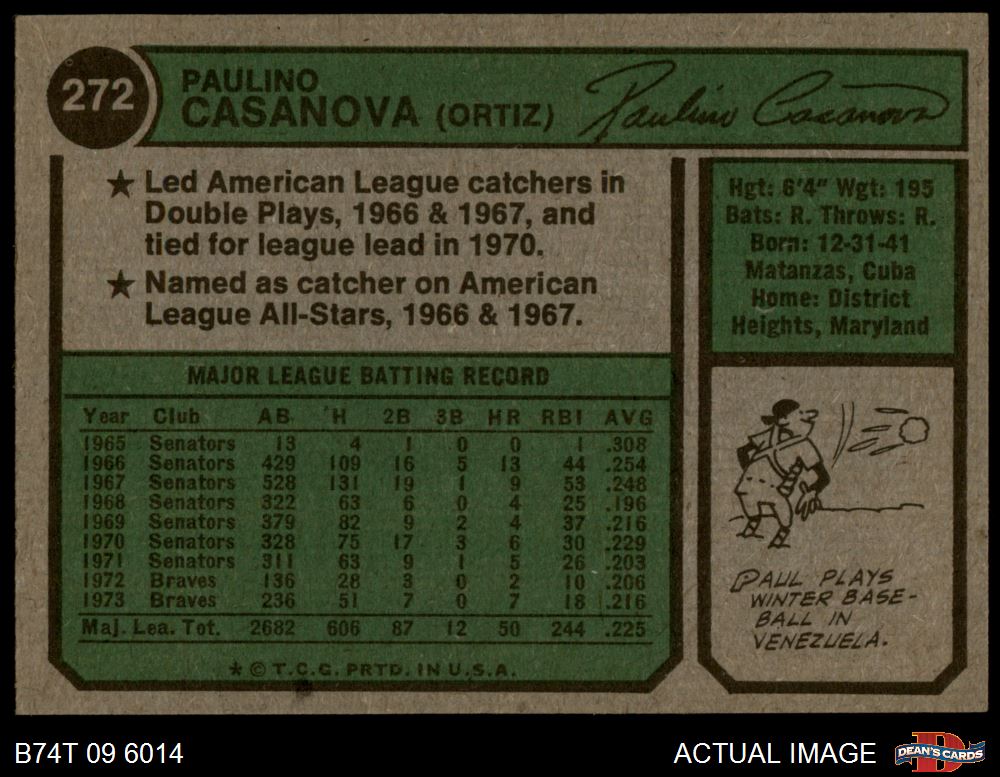 272
PAULINO
CASANOVA (ORTIZ)
Paulino Casanova
★ Led American League catchers in
Double Plays, 1966 & 1967, and
tied for league lead in 1970.
★ Named as catcher on American
League All-Stars, 1966 & 1967.
Hgt: 6'4" Wgt: 195
Bats: R. Throws: R.
Born: 12-31-41
Matanzas, Cuba
Home: District
Heights, Maryland
MAJOR LEAGUE BATTING RECORD
Year Club AB H 2B 3B HR RBI AVG
1965 Senators 13 4 1 0 0 1 .308
1966 Senators 429 109 16 5 13 44 .254
1967 Senators 528 131 19 1 9 53 .248
1968 Senators 322 63 6 0 4 25 .196
1969 Senators 379 82 9 2 4 37 .216
1970 Senators 328 75 17 3 6 30 .229
1971 Senators 311 63 9 1 5 26 .203
1972 Braves 136 28 3 0 2 10 .206
1973 Braves 236 51 7 0 7 18 .216
Maj. Lea. Tot. 2682 606 87 12 50 244 .225
* © T.C.G. PRTD. IN U.S.A.
PAUL PLAYS
WINTER BASE-
BALL IN
VENEZUELA.
B74T 09 6014
ACTUAL IMAGE
D
DEAN'S CARDS